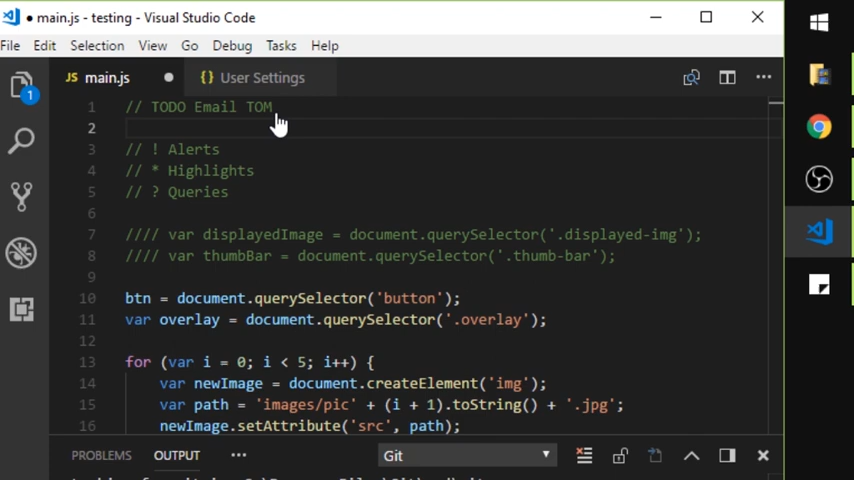 ● main.js - testing - Visual Studio Code
File Edit Selection View Go Debug Tasks Help
JS main.js ● {} User Settings ...
1 // TODO Email TOM
2
3 // ! Alerts
4 // * Highlights
5 // ? Queries
6
7 //// var displayedImage = document.querySelector('.displayed-img');
8 //// var thumbBar = document.querySelector('.thumb-bar');
9
10 btn = document.querySelector('button');
11 var overlay = document.querySelector('.overlay');
12
13 for (var i = 0; i < 5; i++) {
14 var newImage = document.createElement('img');
15 var path = 'images/pic' + (i + 1).toString() + '.jpg';
16 newImage.setAttribute('src', path);
1
PROBLEMS OUTPUT ... Git